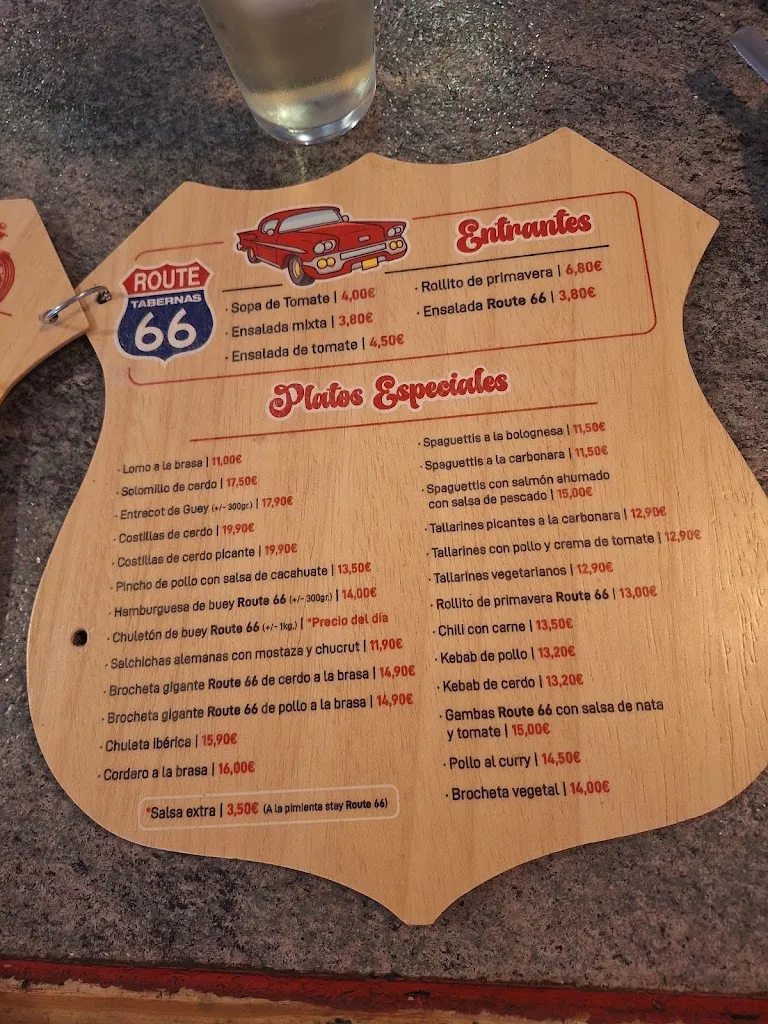 Entrantes
ROUTE
TABERNAS
66
· Sopa de Tomate | 4,00€
· Ensalada mixta | 3,80€
· Ensalada de tomate | 4,50€
· Rollito de primavera | 6,80€
· Ensalada Route 66 | 3,80€
Platos Especiales
· Lomo a la brasa | 11,00€
· Solomillo de cerdo | 17,50€
· Entrecot de Guey (+/- 300gr.) | 17,90€
· Costillas de cerdo | 19,90€
· Costillas de cerdo picante | 19,90€
· Pincho de pollo con salsa de cacahuate | 13,50€
· Hamburguesa de buey Route 66 (+/- 300gr.) | 14,00€
· Chuletón de buey Route 66 (+/- 1kg.) | *Precio del día
· Salchichas alemanas con mostaza y chucrut | 11,90€
· Brocheta gigante Route 66 de cerdo a la brasa | 14,90€
· Brocheta gigante Route 66 de pollo a la brasa | 14,90€
· Chuleta ibérica | 15,90€
· Cordero a la brasa | 16,00€
*Salsa extra | 3,50€ (A la pimienta stay Route 66)
· Spaguettis a la bolognesa | 11,50€
· Spaguettis a la carbonara | 11,50€
· Spaguettis con salmón ahumado
con salsa de pescado | 15,00€
· Tallarines picantes a la carbonara | 12,90€
· Tallarines con pollo y crema de tomate | 12,90€
· Tallarines vegetarianos | 12,90€
· Rollito de primavera Route 66 | 13,00€
· Chili con carne | 13,50€
· Kebab de pollo | 13,20€
· Kebab de cerdo | 13,20€
· Gambas Route 66 con salsa de nata
y tomate | 15,00€
· Pollo al curry | 14,50€
· Brocheta vegetal | 14,00€